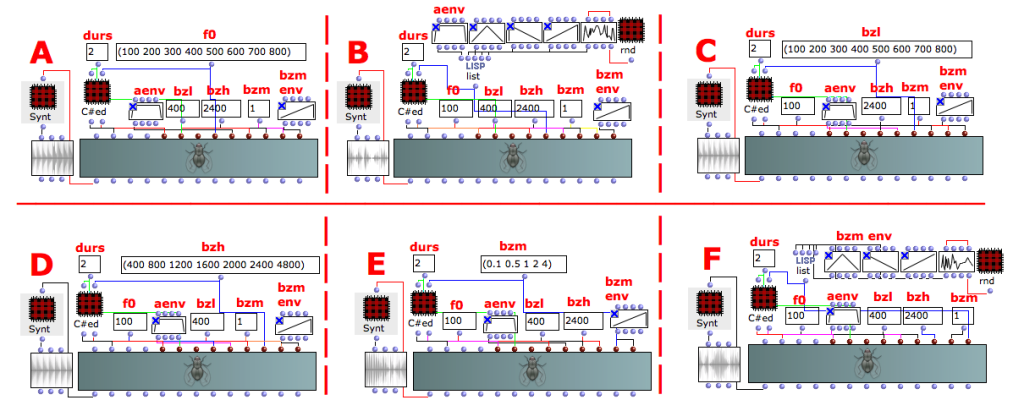 A
durs
2
f0
(100 200 300 400 500 600 700 800)
Synt
C#ed
aenv
bzl
400
bzh
2400
bzm
1
bzm
env
B
aenv
rnd
LISP
list
durs
2
Synt
C#ed
f0
100
bzl
400
bzh
2400
bzm
1
bzm
env
C
durs
2
bzl
(100 200 300 400 500 600 700 800)
Synt
C#ed
f0
100
aenv
bzh
2400
bzm
1
bzm
env
D
durs
2
bzh
(400 800 1200 1600 2000 2400 4800)
Synt
C#ed
f0
100
aenv
bzl
400
bzm
1
bzm
env
E
durs
2
bzm
(0.1 0.5 1 2 4)
Synt
C#ed
f0
100
aenv
bzl
400
bzh
2400
bzm
env
F
durs
2
bzm env
LISP
list
rnd
Synt
C#ed
f0
100
aenv
bzl
400
bzh
2400
bzm
1